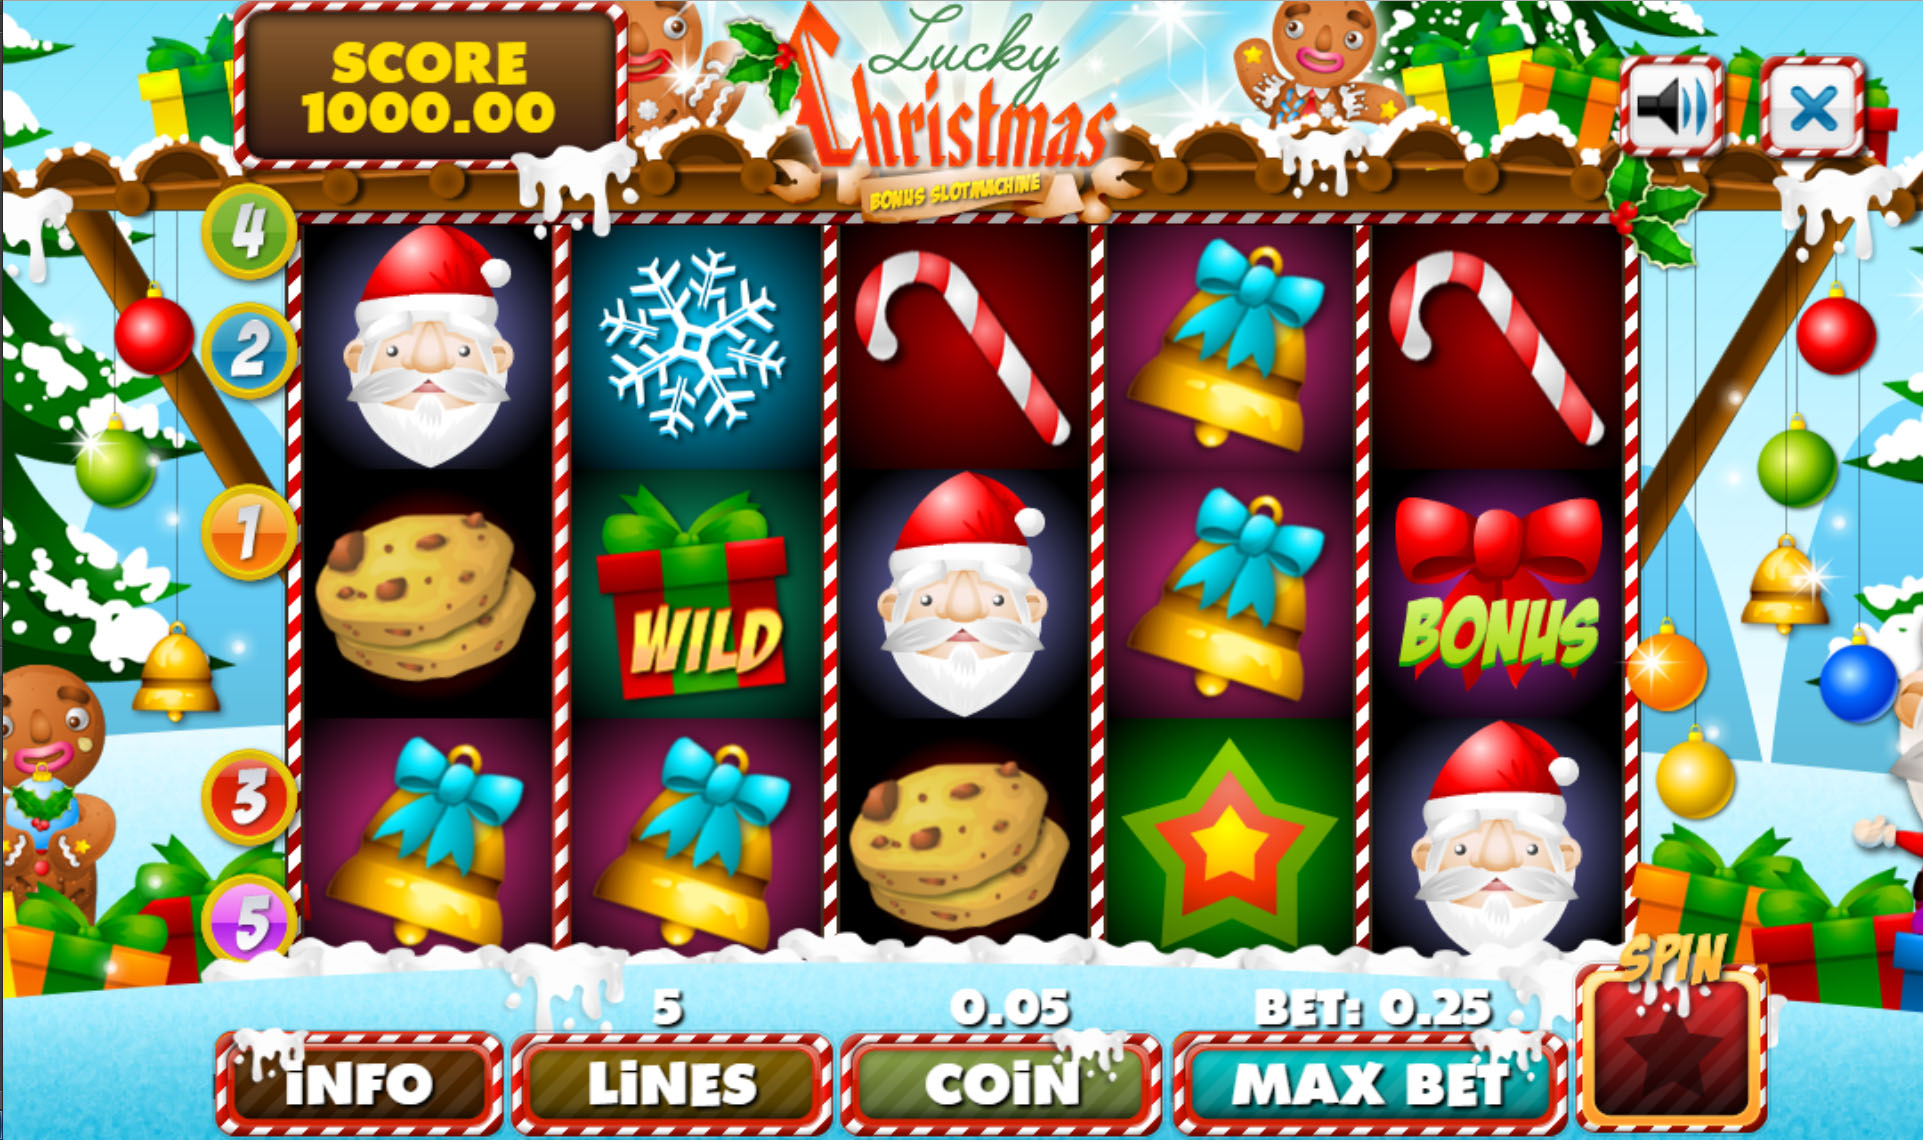 SCORE
1000.00
Lucky
Christmas
BONUS SLOTMACHINE
4
2
1
WILD
BONUS
3
5
SPIN
5
0.05
BET: 0.25
iNFO
LiNES
COiN
MAX BET